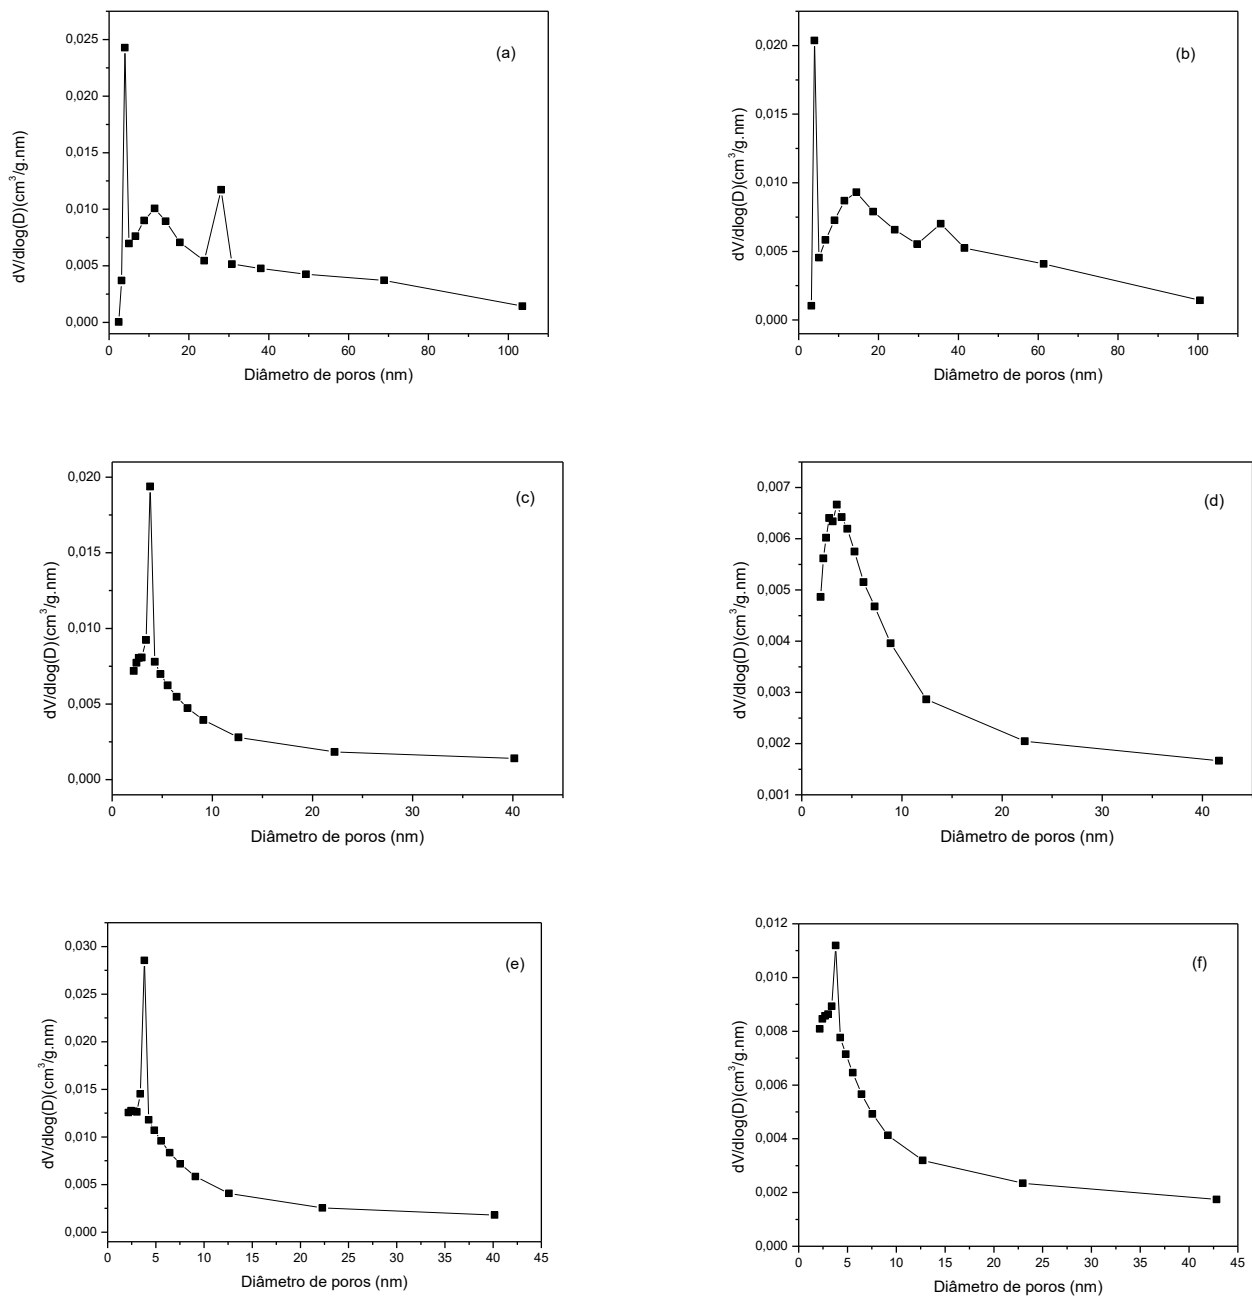 (a)
dV/dlog(D)(cm³/g.nm)
0,025
0,020
0,015
0,010
0,005
0,000
0 20 40 60 80 100
Diâmetro de poros (nm)
(b)
dV/dlog(D)(cm³/g.nm)
0,020
0,015
0,010
0,005
0,000
0 20 40 60 80 100
Diâmetro de poros (nm)
(c)
dV/dlog(D)(cm³/g.nm)
0,020
0,015
0,010
0,005
0,000
0 10 20 30 40
Diâmetro de poros (nm)
(d)
dV/dlog(D)(cm³/g.nm)
0,007
0,006
0,005
0,004
0,003
0,002
0,001
0 10 20 30 40
Diâmetro de poros (nm)
(e)
dV/dlog(D)(cm³/g.nm)
0,030
0,025
0,020
0,015
0,010
0,005
0,000
0 5 10 15 20 25 30 35 40 45
Diâmetro de poros (nm)
(f)
dV/dlog(D)(cm³/g.nm)
0,012
0,010
0,008
0,006
0,004
0,002
0,000
0 5 10 15 20 25 30 35 40 45
Diâmetro de poros (nm)